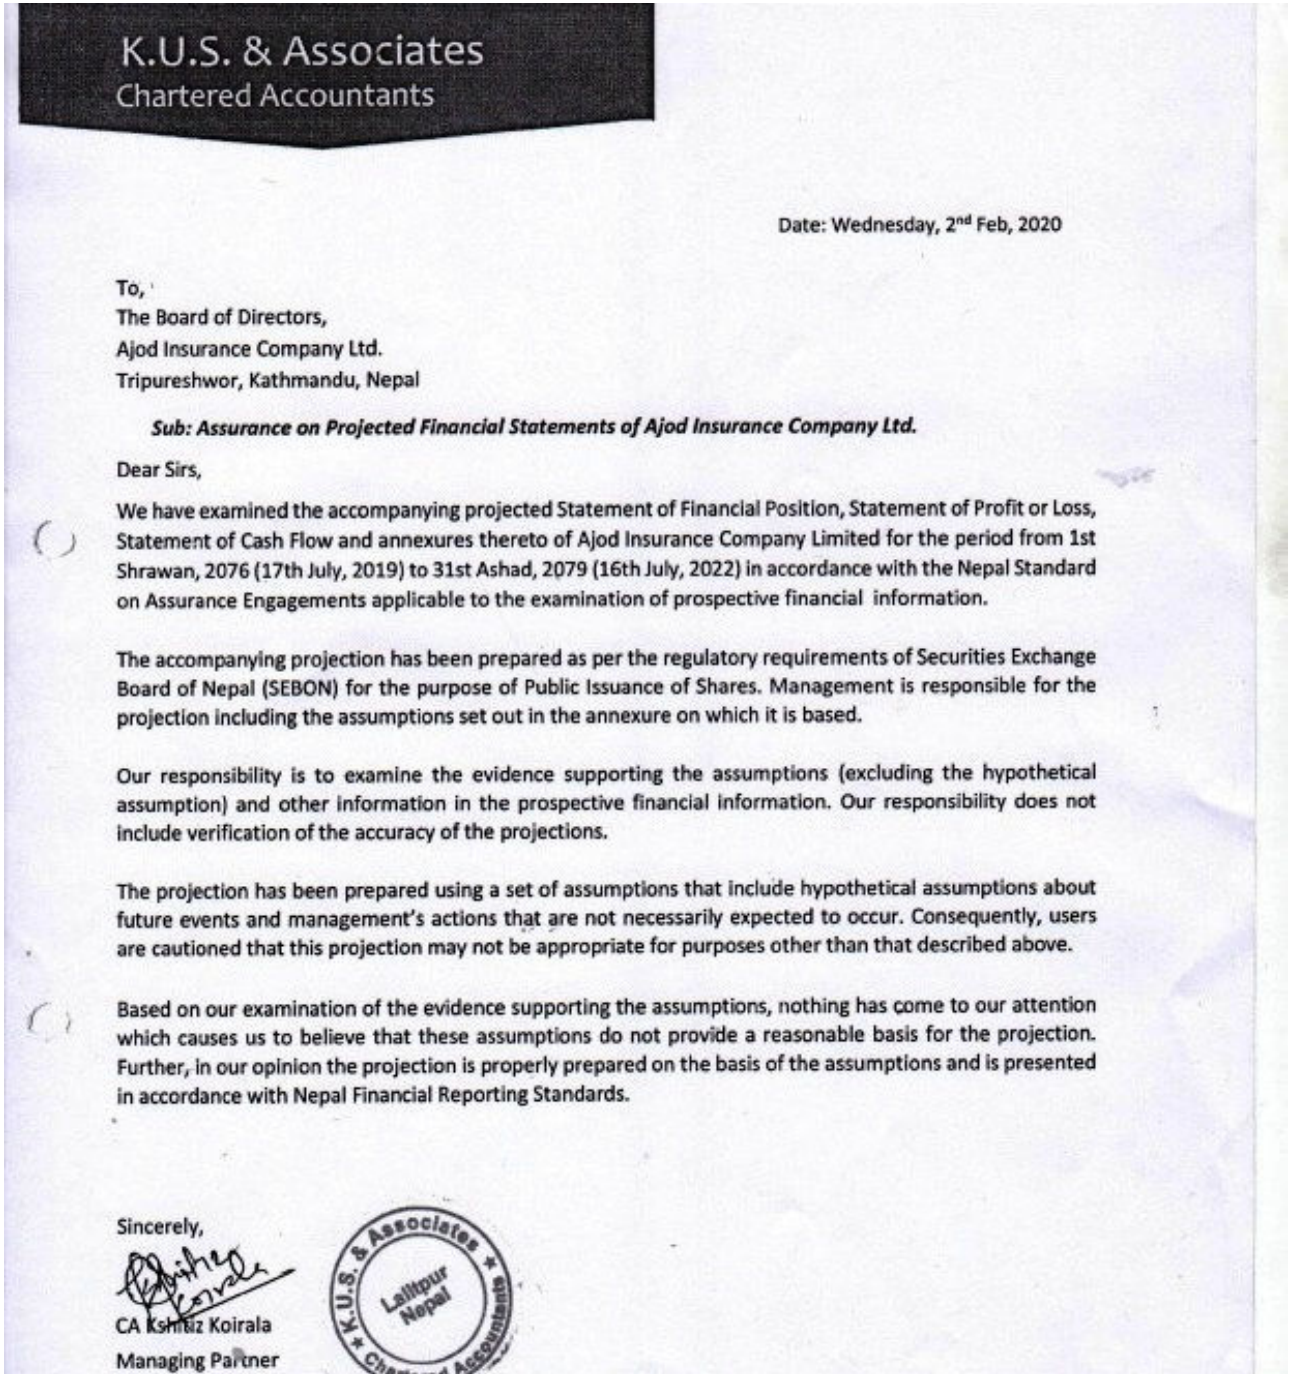 K.U.S. & Associates
Chartered Accountants
Date: Wednesday, 2nd Feb, 2020
To,
The Board of Directors,
Ajod Insurance Company Ltd.
Tripureshwor, Kathmandu, Nepal
Sub: Assurance on Projected Financial Statements of Ajod Insurance Company Ltd.
Dear Sirs,
We have examined the accompanying projected Statement of Financial Position, Statement of Profit or Loss,
Statement of Cash Flow and annexures thereto of Ajod Insurance Company Limited for the period from 1st
Shrawan, 2076 (17th July, 2019) to 31st Ashad, 2079 (16th July, 2022) in accordance with the Nepal Standard
on Assurance Engagements applicable to the examination of prospective financial information.
The accompanying projection has been prepared as per the regulatory requirements of Securities Exchange
Board of Nepal (SEBON) for the purpose of Public Issuance of Shares. Management is responsible for the
projection including the assumptions set out in the annexure on which it is based.
Our responsibility is to examine the evidence supporting the assumptions (excluding the hypothetical
assumption) and other information in the prospective financial information. Our responsibility does not
include verification of the accuracy of the projections.
The projection has been prepared using a set of assumptions that include hypothetical assumptions about
future events and management's actions that are not necessarily expected to occur. Consequently, users
are cautioned that this projection may not be appropriate for purposes other than that described above.
Based on our examination of the evidence supporting the assumptions, nothing has come to our attention
which causes us to believe that these assumptions do not provide a reasonable basis for the projection.
Further, in our opinion the projection is properly prepared on the basis of the assumptions and is presented
in accordance with Nepal Financial Reporting Standards.
Sincerely,
Kshitiz
Koirala
CA Kshitiz Koirala
Managing Partner
K.U.S. & Associates
Chartered Accountants
Lalitpur
Nepal